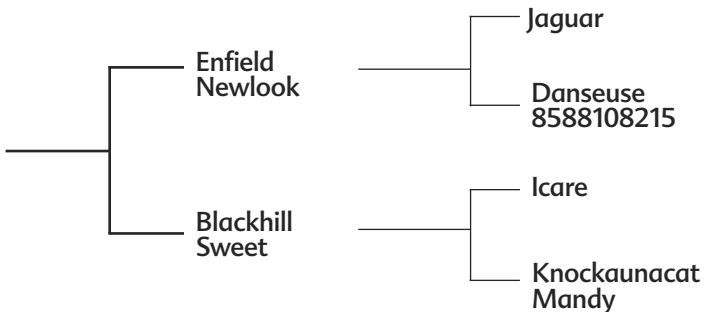 Jaguar
Enfield
Newlook
Danseuse
8588108215
Icare
Blackhill
Sweet
Knockaunacat
Mandy